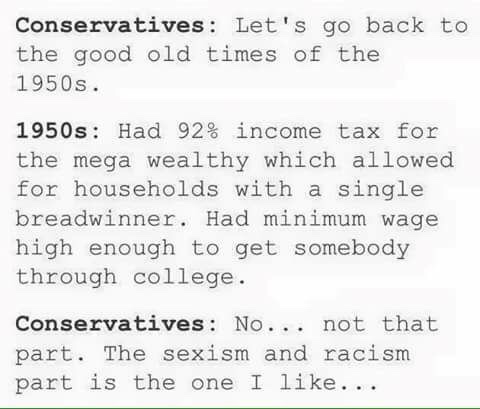 Conservatives: Let's go back to
the good old times of the
1950s.
1950s: Had 92% income tax for
the mega wealthy which allowed
for households with a single
breadwinner. Had minimum wage
high enough to get somebody
through college.
Conservatives: No... not that
part. The sexism and racism
part is the one I like...